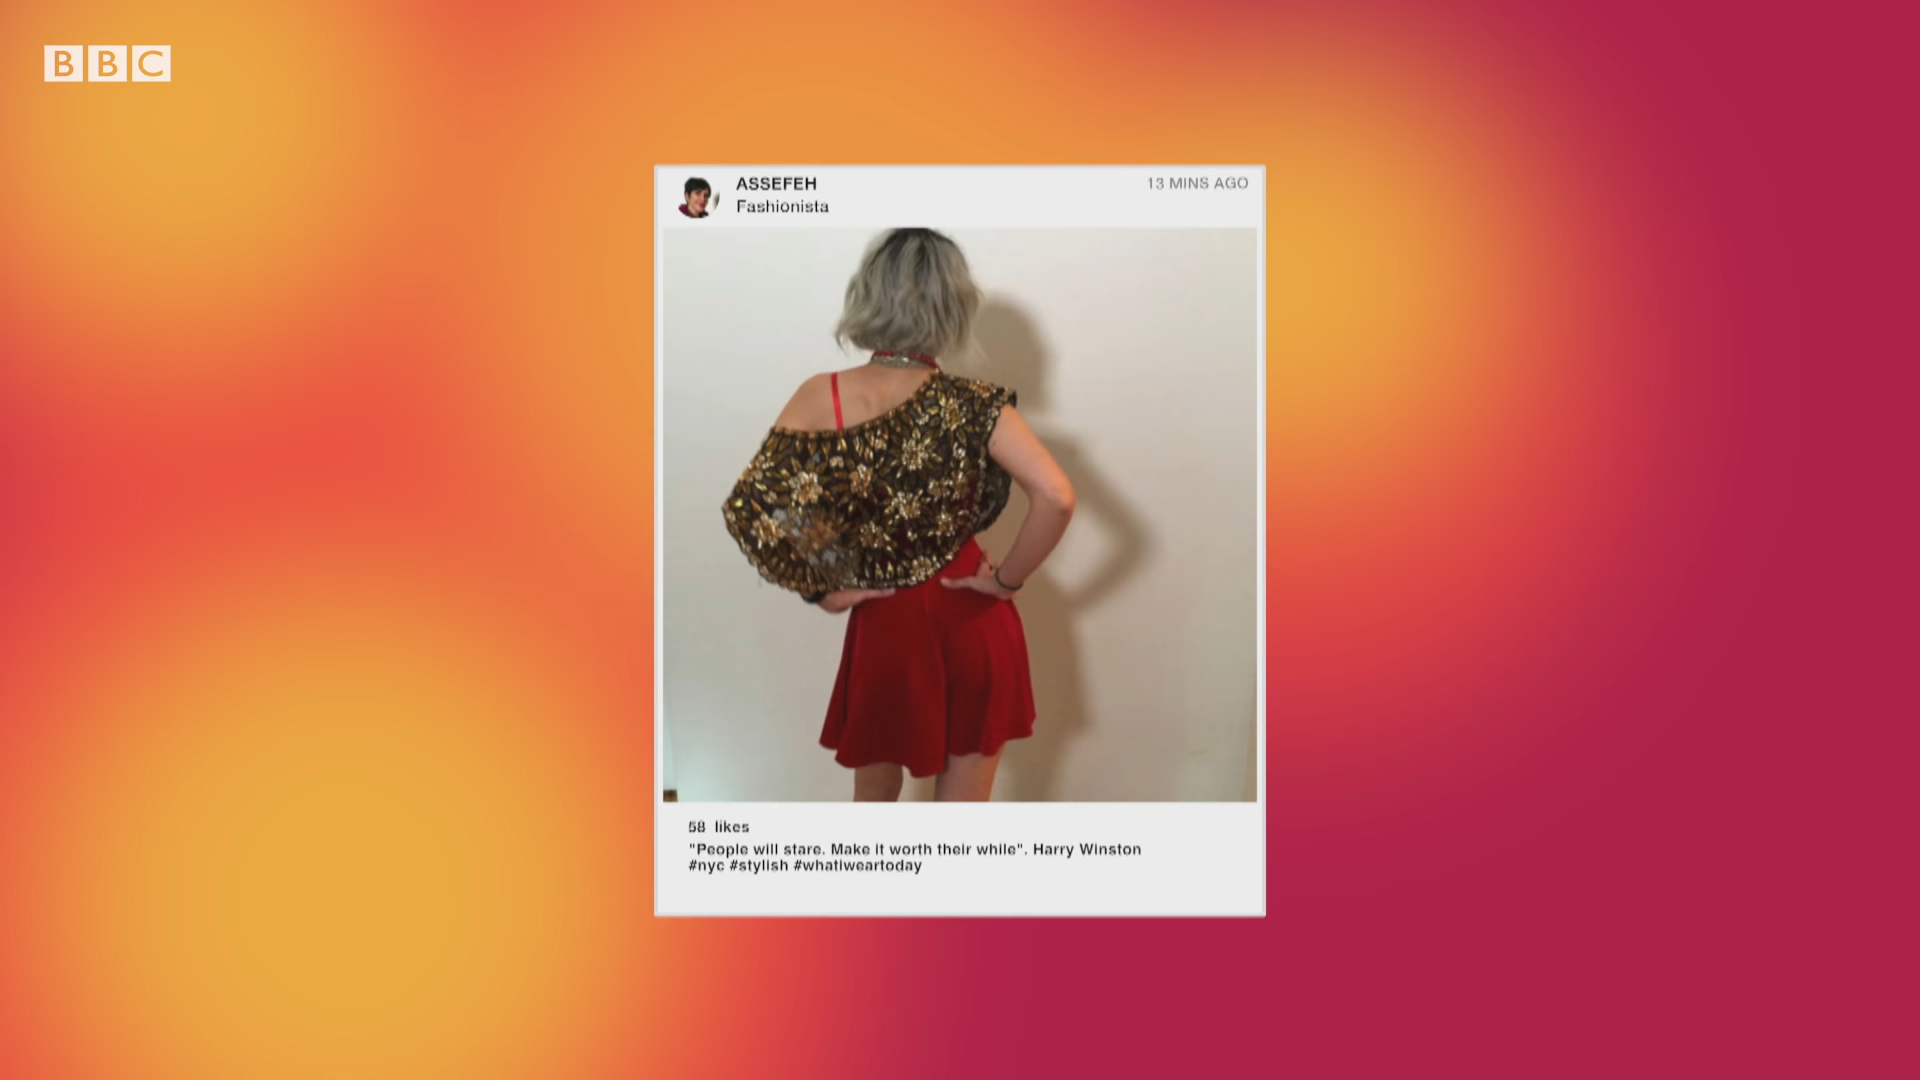 BBC
ASSEFEH
13 MINS AGO
Fashionista
58 likes
"People will stare. Make it worth their while". Harry Winston
#nyc #stylish #whatiweartoday